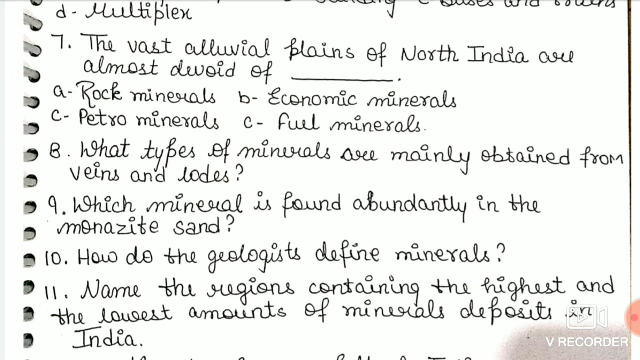 d- Multiplex
7. The vast alluvial plains of North India are
almost devoid of ________.
a- Rock minerals b- Economic minerals
c- Petro minerals c- Fuel minerals.
8. What types of minerals are mainly obtained from
veins and lodes?
9. Which mineral is found abundantly in the
monazite sand?
10. How do the geologists define minerals?
11. Name the regions containing the highest and
the lowest amounts of minerals deposits in
India.
V RECORDER